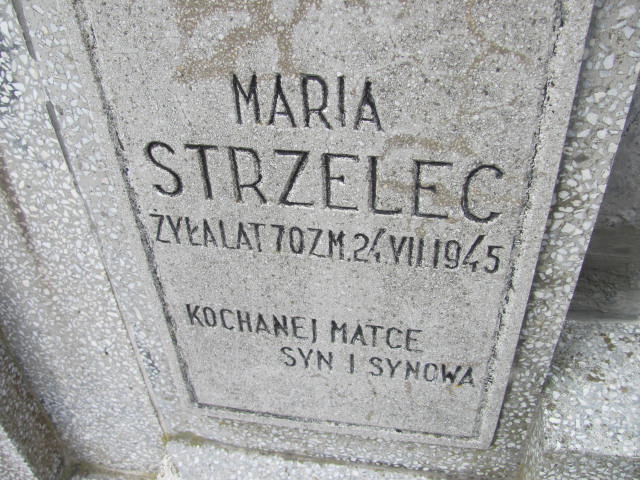 MARIA
STRZELEC
ŻYŁA LAT 70 ZM. 24 VII. 1945
KOCHANEJ MATCE
SYN I SYNOWA